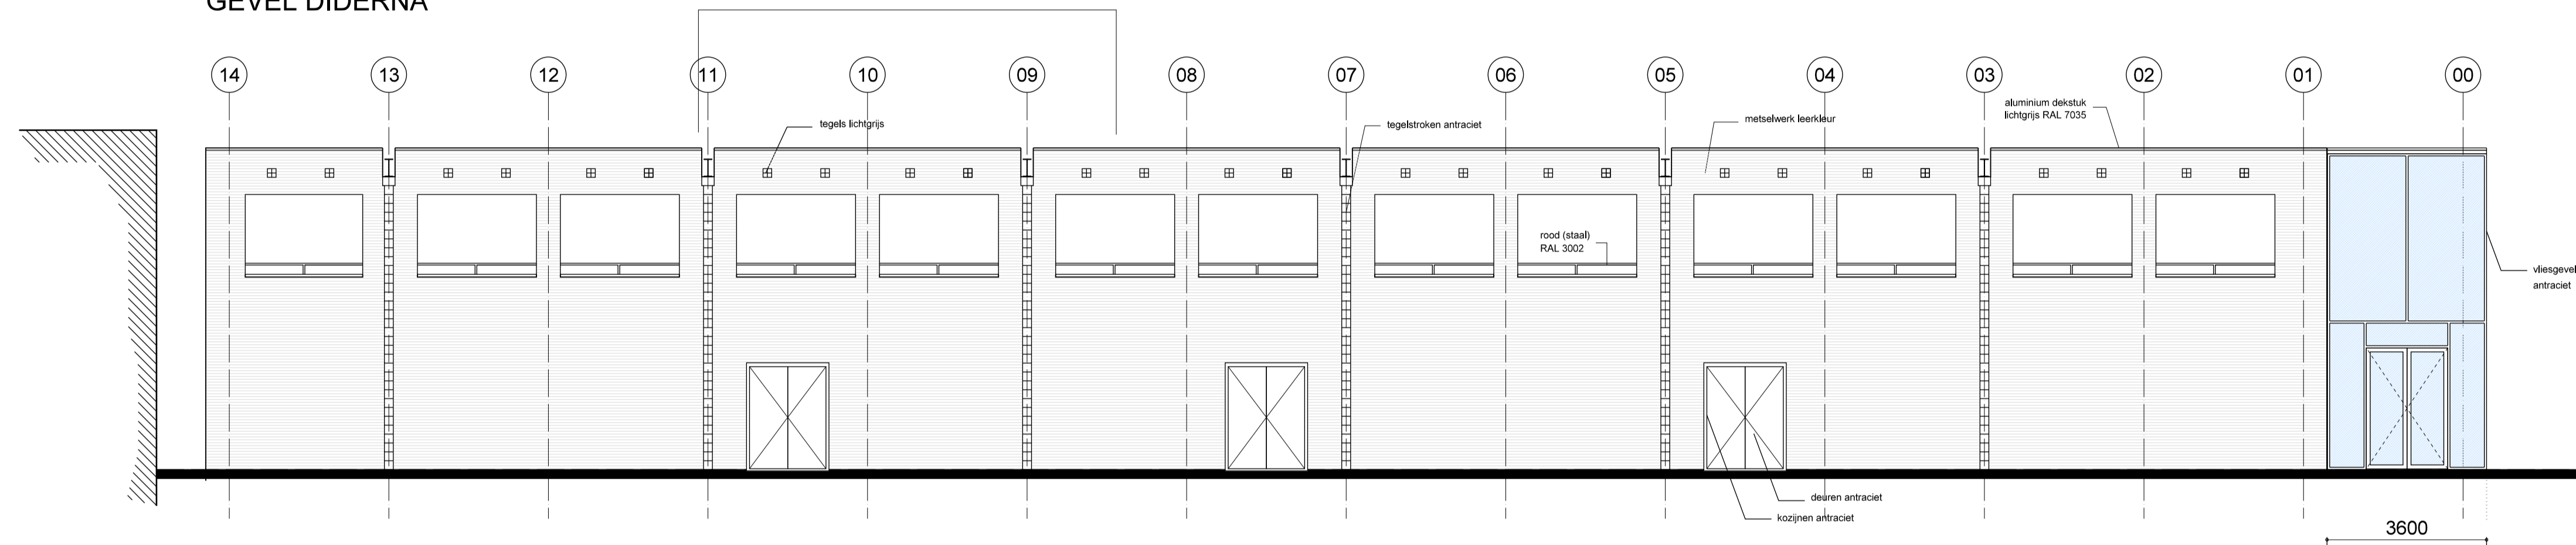 GEVEL DIDERNA
14 13 12 11 10 09 08 07 06 05 04 03 02 01 00
tegels lichtgrijs
tegelstroken antraciet
metselwerk leerkleur
aluminium dekstuk
lichtgrijs RAL 7035
rood (staal)
RAL 3002
vliesgevel
antraciet
deuren antraciet
kozijnen antraciet
3600